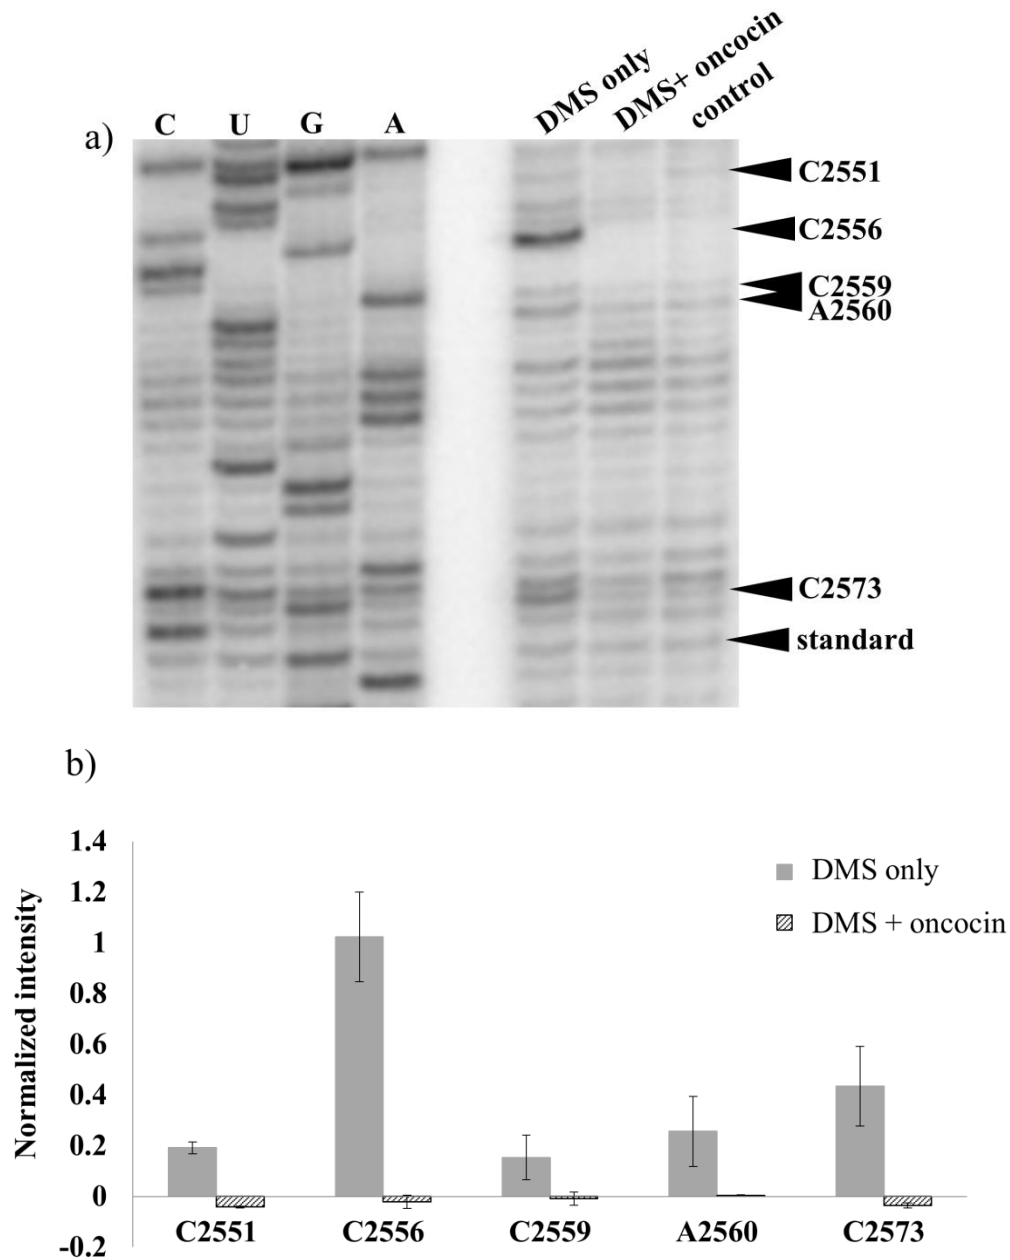 a)
C U G A
DMS only
DMS+ oncocin
control
C2551
C2556
C2559
A2560
C2573
standard
b)
Normalized intensity
1.4
1.2
1
0.8
0.6
0.4
0.2
0
-0.2
DMS only
DMS + oncocin
C2551 C2556 C2559 A2560 C2573